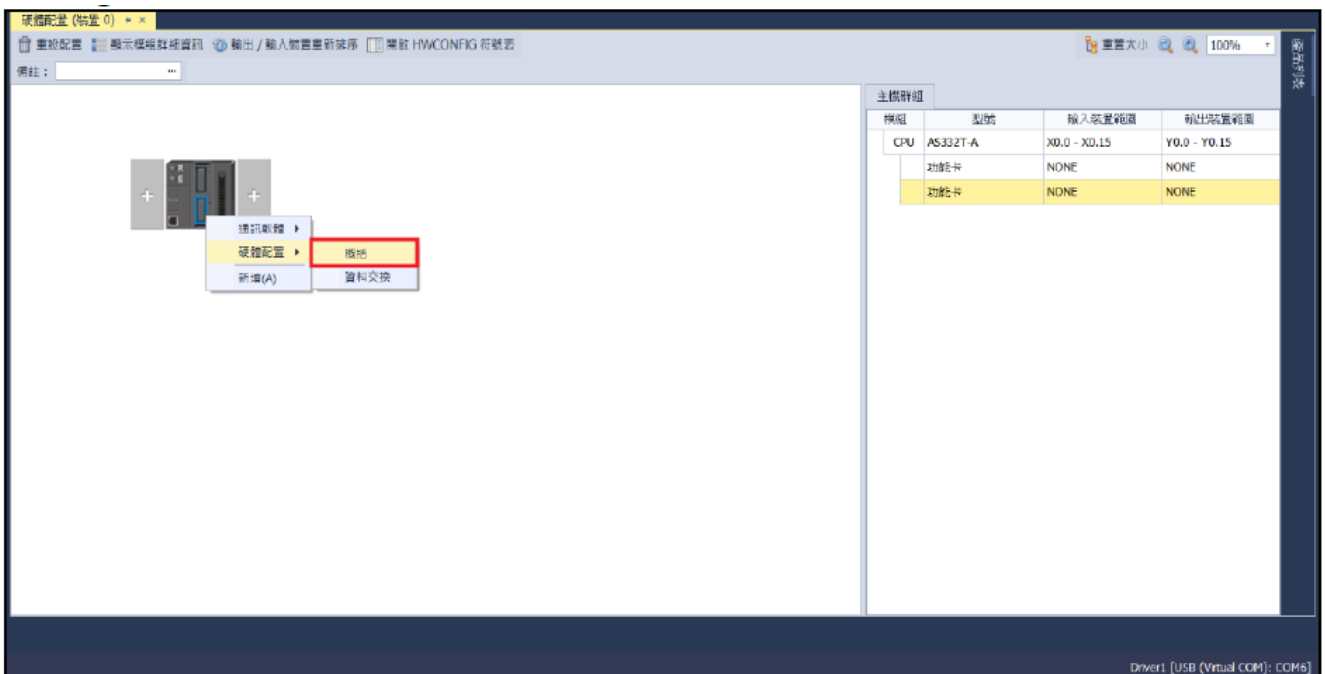 硬體配置 (裝置 0)
重設配置 顯示模組詳細資訊 輸出 / 輸入裝置重新排序 開啟 HWCONFIG 符號表 重置大小 100%
備註： ...
產品列表
主機群組
模組 型號 輸入裝置範圍 輸出裝置範圍
CPU AS332T-A X0.0 - X0.15 Y0.0 - Y0.15
功能卡 NONE NONE
功能卡 NONE NONE
通訊軟體
硬體配置 概括
新增(A) 資料交換
Driver1 [USB (Virtual COM): COM6]